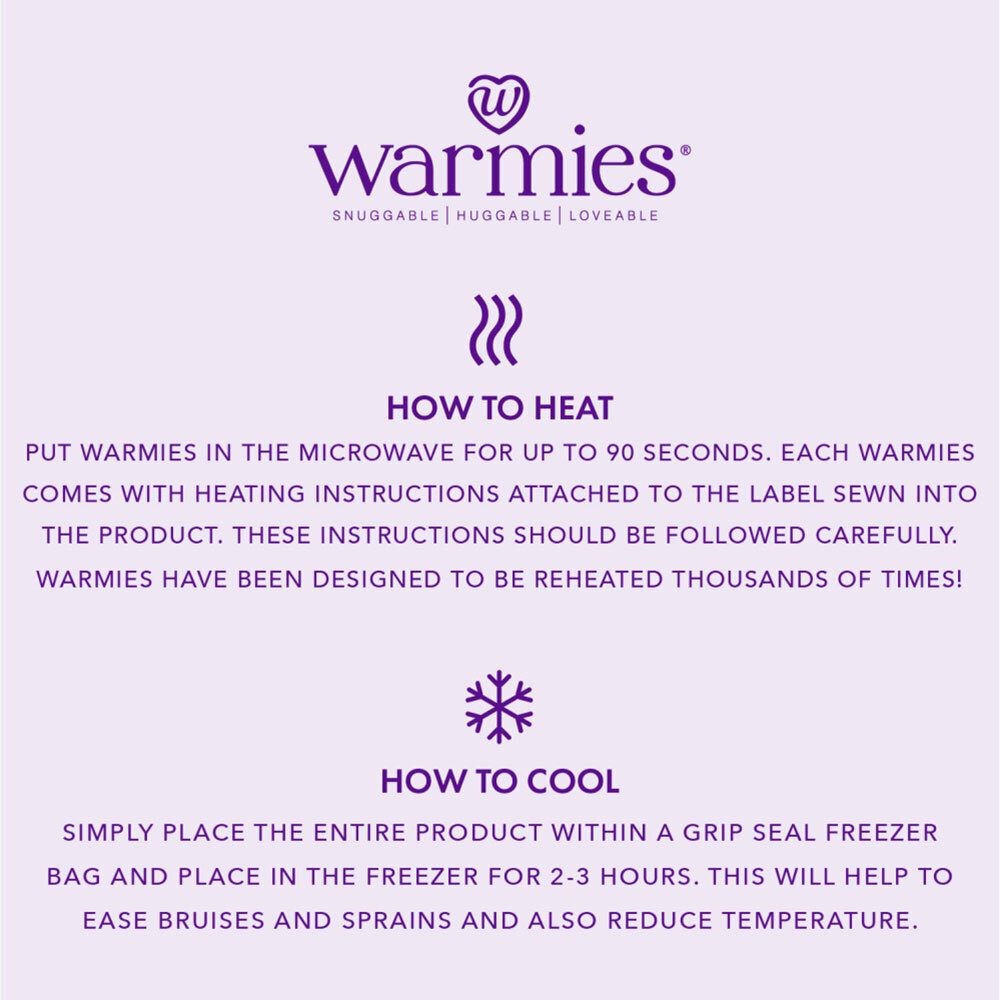 w
warmies®
SNUGGABLE | HUGGABLE | LOVEABLE
HOW TO HEAT
PUT WARMIES IN THE MICROWAVE FOR UP TO 90 SECONDS. EACH WARMIES
COMES WITH HEATING INSTRUCTIONS ATTACHED TO THE LABEL SEWN INTO
THE PRODUCT. THESE INSTRUCTIONS SHOULD BE FOLLOWED CAREFULLY.
WARMIES HAVE BEEN DESIGNED TO BE REHEATED THOUSANDS OF TIMES!
HOW TO COOL
SIMPLY PLACE THE ENTIRE PRODUCT WITHIN A GRIP SEAL FREEZER
BAG AND PLACE IN THE FREEZER FOR 2-3 HOURS. THIS WILL HELP TO
EASE BRUISES AND SPRAINS AND ALSO REDUCE TEMPERATURE.